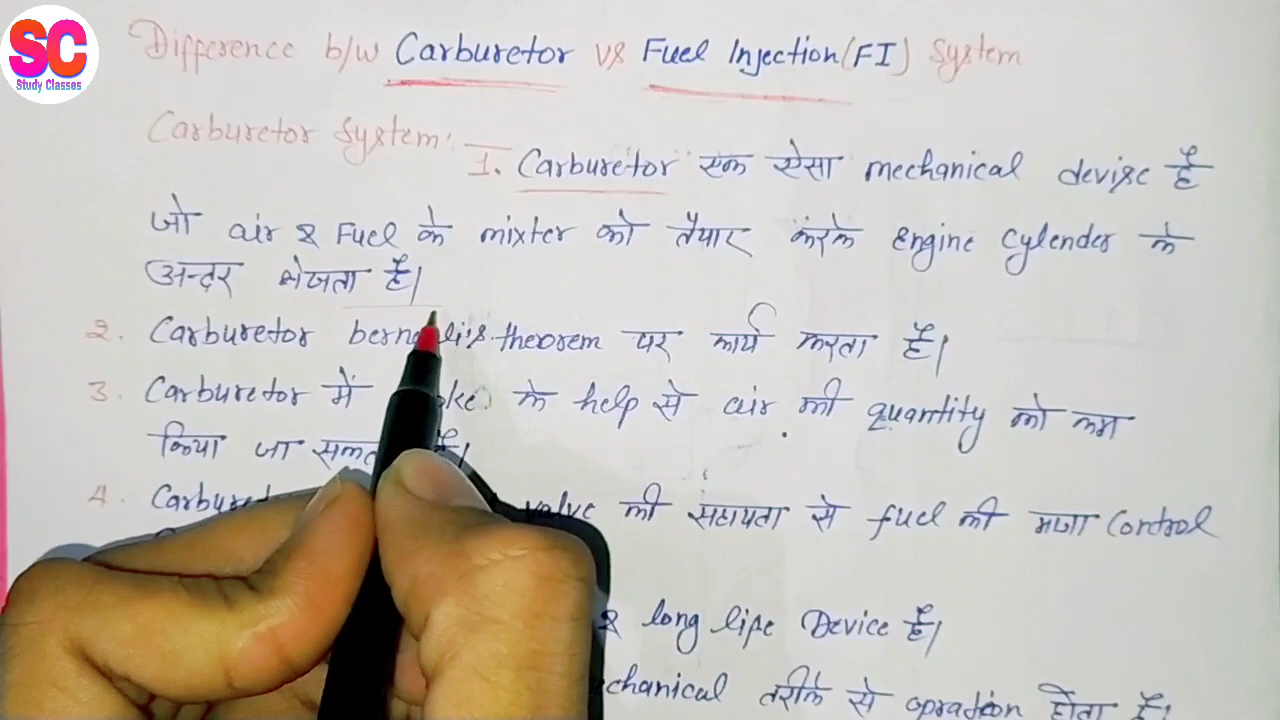 SC
Study Classes
Difference b/w Carburetor vs Fuel Injection (FI) System
Carburetor System:
1. Carburetor एक ऐसा mechanical device है
जो air & Fuel के mixter को तैयार करके Engine Cylender के
अन्दर भेजता है।
2. Carburetor theorem पर कार्य करता है।
3. Carburetor में के help से air की quantity को कम
किया जा है।
4. valve की सहायता से fuel की मात्रा Control
& long life Device है।
तरीके से opration होता है।